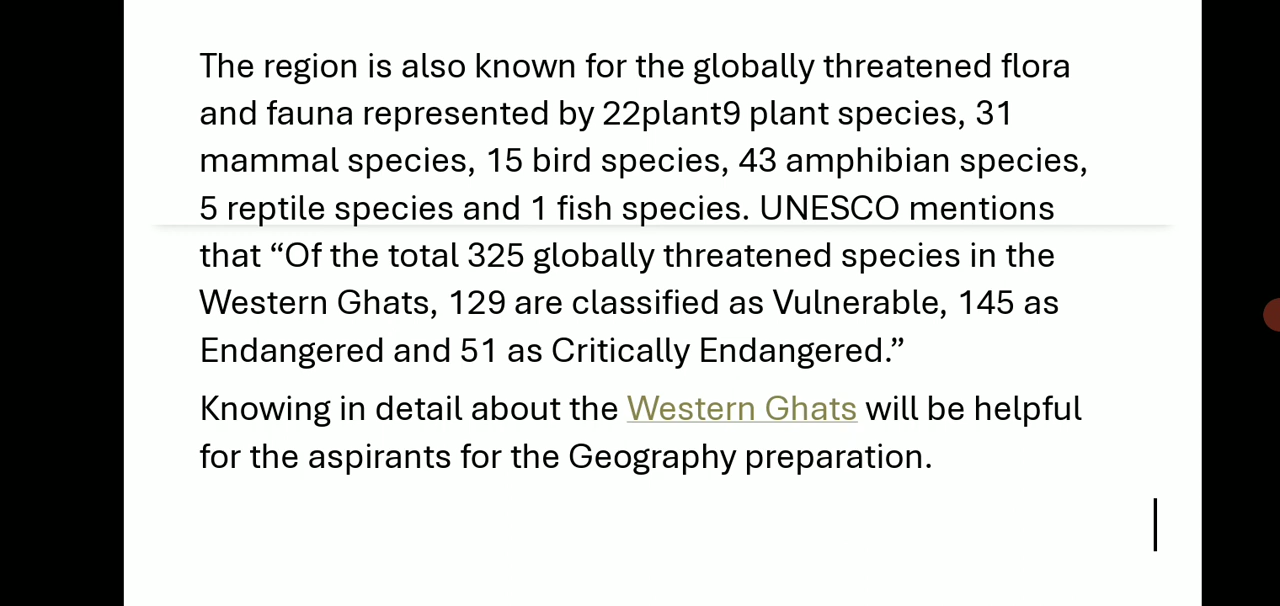 The region is also known for the globally threatened flora
and fauna represented by 22plant9 plant species, 31
mammal species, 15 bird species, 43 amphibian species,
5 reptile species and 1 fish species. UNESCO mentions
that “Of the total 325 globally threatened species in the
Western Ghats, 129 are classified as Vulnerable, 145 as
Endangered and 51 as Critically Endangered.”
Knowing in detail about the Western Ghats will be helpful
for the aspirants for the Geography preparation.